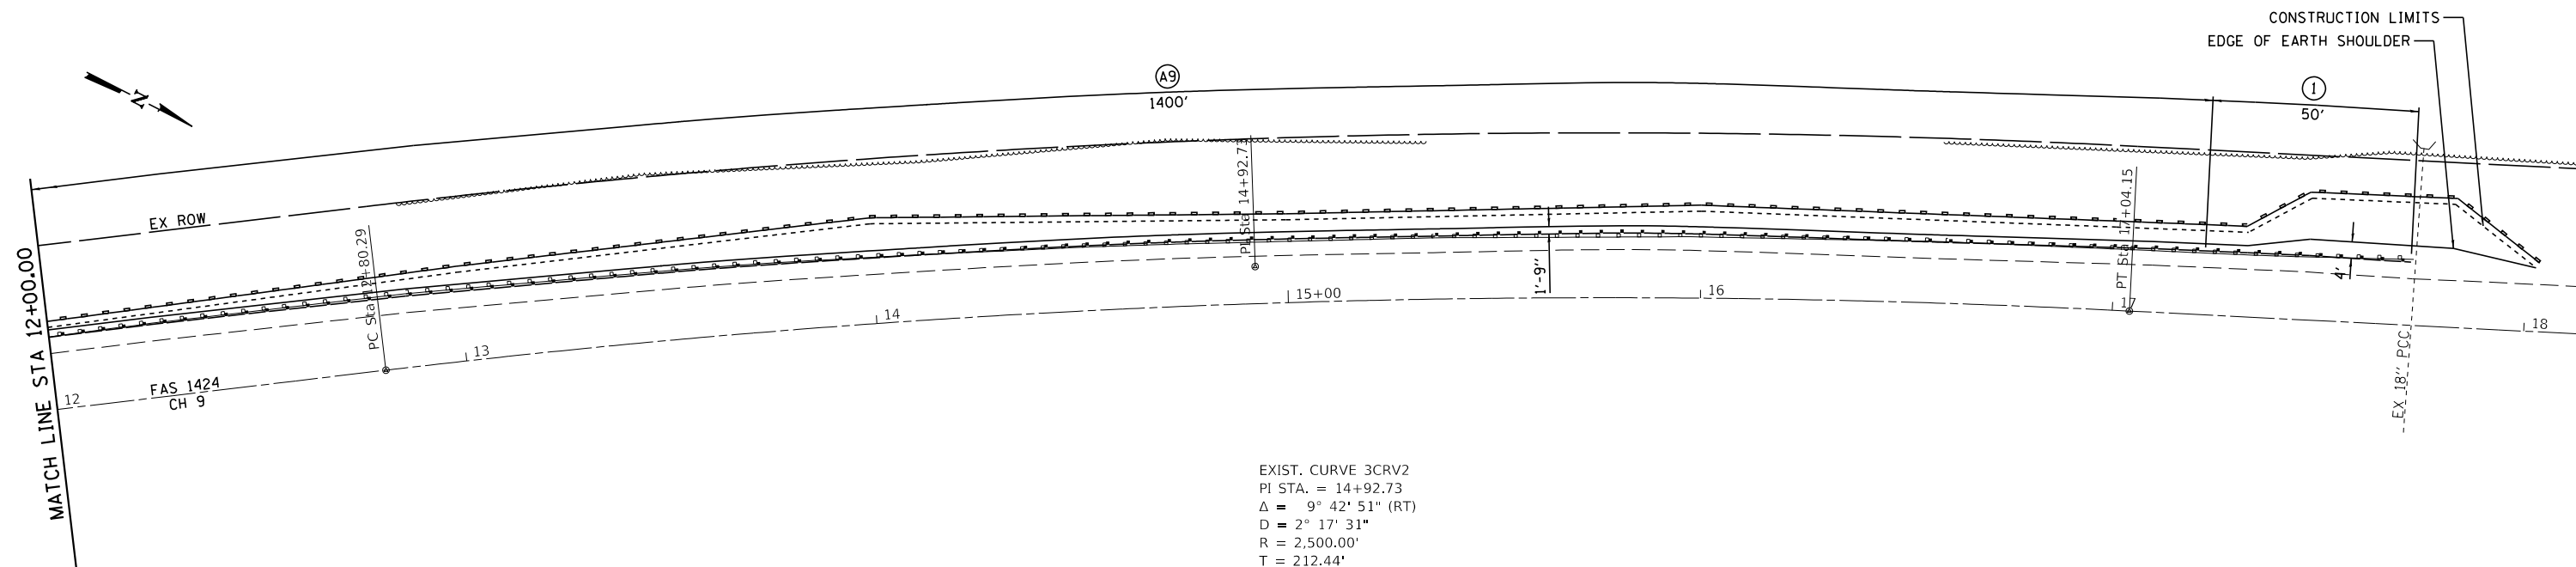 CONSTRUCTION LIMITS
EDGE OF EARTH SHOULDER
N
A9
1400'
1
50'
EX ROW
MATCH LINE STA 12+00.00
PC Sta 12+80.29
PI Sta 14+92.73
PT Sta 17+04.15
1'-9"
4'
EX 18" PCC
12
13
14
15+00
16
17
18
FAS 1424
CH 9
EXIST. CURVE 3CRV2
PI STA. = 14+92.73
Δ = 9° 42' 51" (RT)
D = 2° 17' 31"
R = 2,500.00'
T = 212.44'